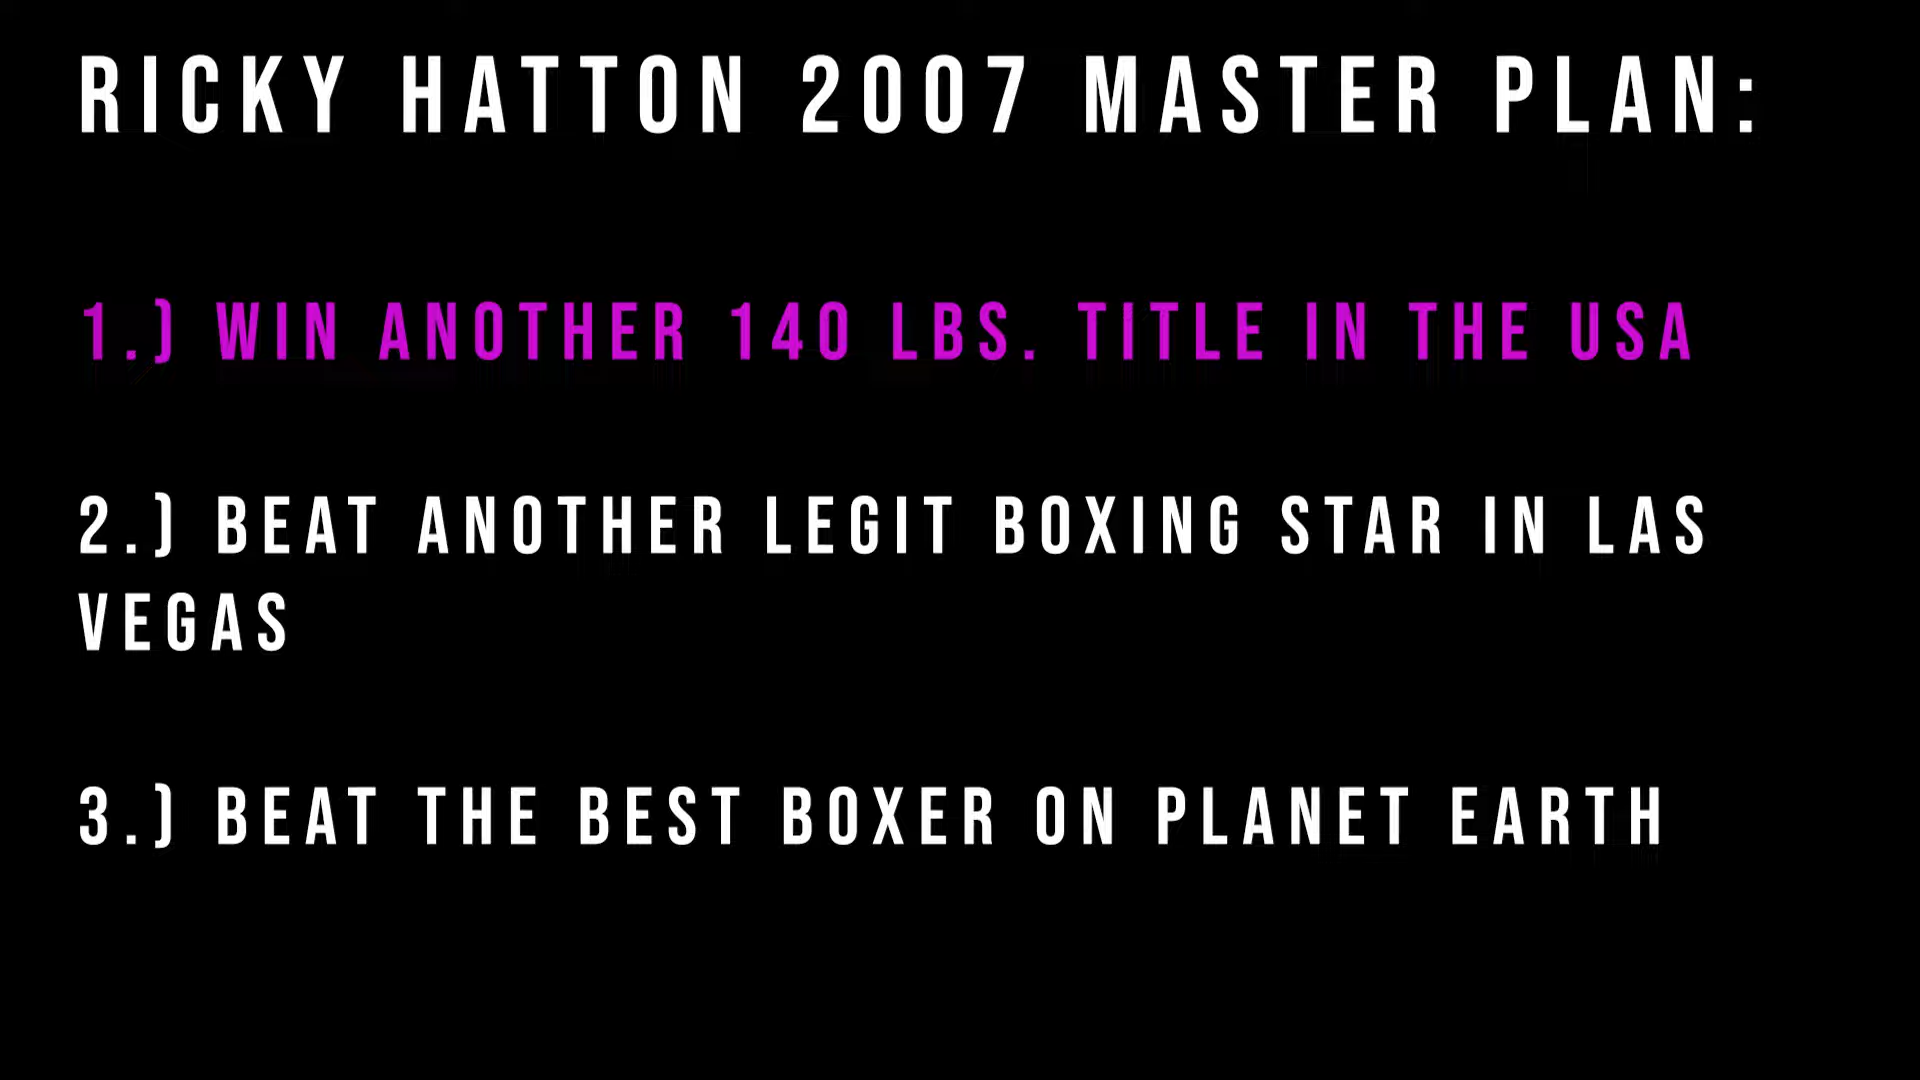 RICKY HATTON 2007 MASTER PLAN:
1.) WIN ANOTHER 140 LBS. TITLE IN THE USA
2.) BEAT ANOTHER LEGIT BOXING STAR IN LAS
VEGAS
3.) BEAT THE BEST BOXER ON PLANET EARTH